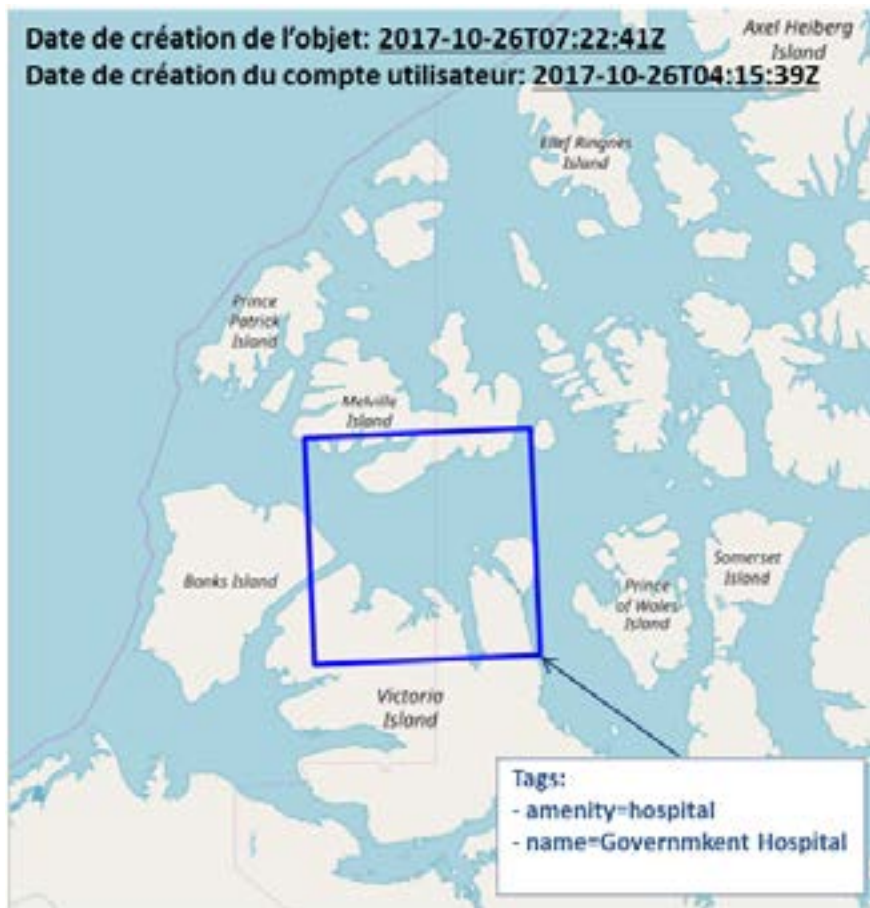 Date de création de l'objet: 2017-10-26T07:22:41Z
Date de création du compte utilisateur: 2017-10-26T04:15:39Z
Axel Heiberg
Island
Ellef Ringnes
Island
Prince
Patrick
Island
Melville
Island
Banks Island
Somerset
Island
Prince
of Wales
Island
Victoria
Island
Tags:
- amenity=hospital
- name=Governmkent Hospital